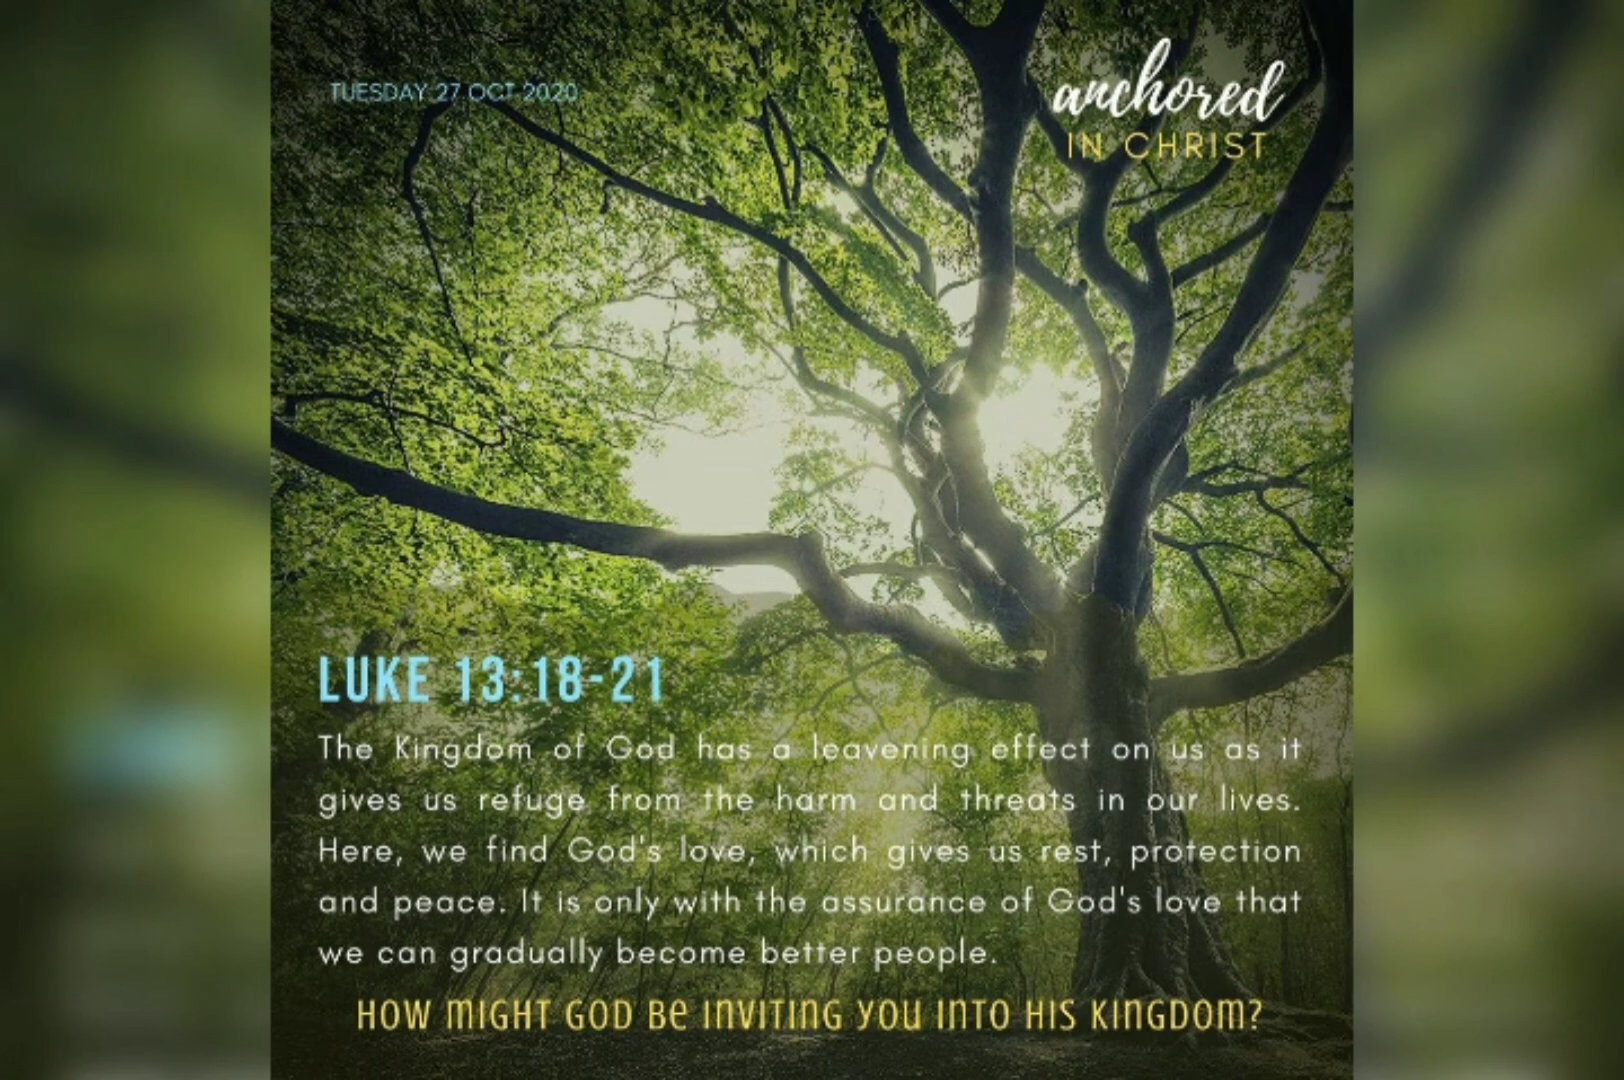 TUESDAY 27 OCT 2020
anchored
IN CHRIST
LUKE 13:18-21
The Kingdom of God has a leavening effect on us as it
gives us refuge from the harm and threats in our lives.
Here, we find God's love, which gives us rest, protection
and peace. It is only with the assurance of God's love that
we can gradually become better people.
HOW MIGHT GOD BE INVITING YOU INTO HIS KINGDOM?